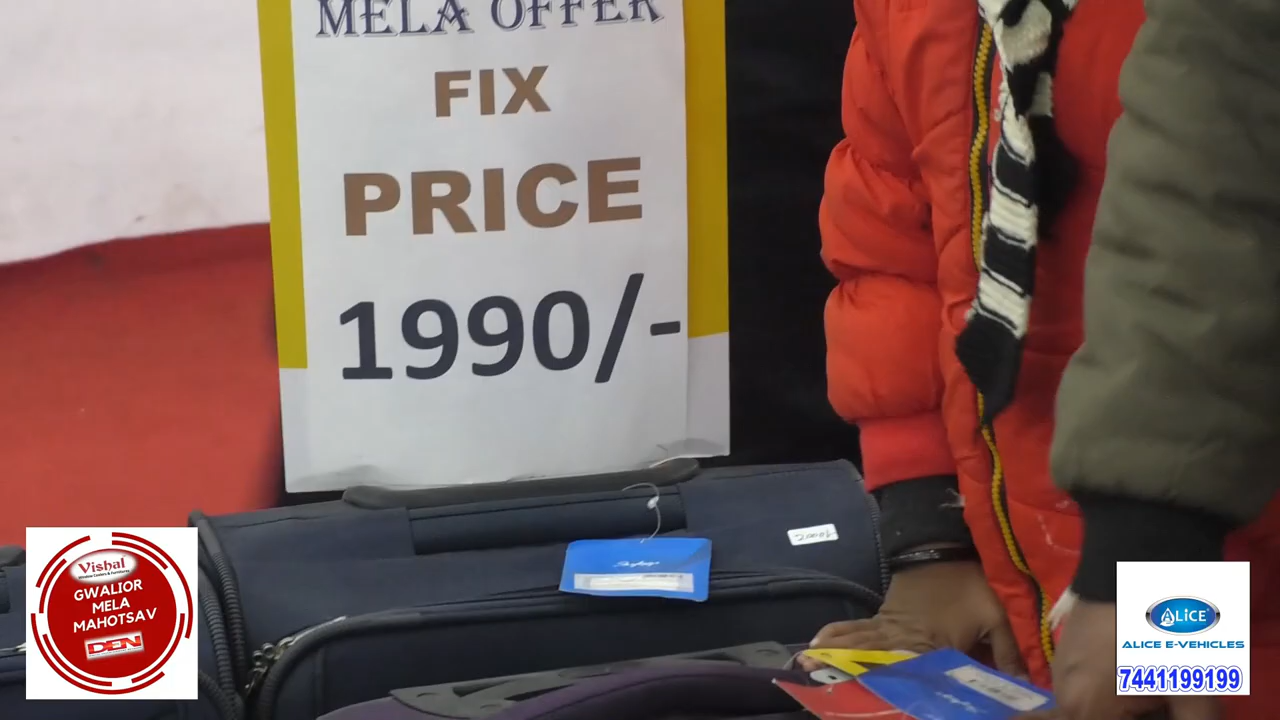 MELA OFFER
FIX
PRICE
1990/-
Vishal
GWALIOR
MELA
MAHOTSAV
DEN
ALICE
ALICE E-VEHICLES
7441199199